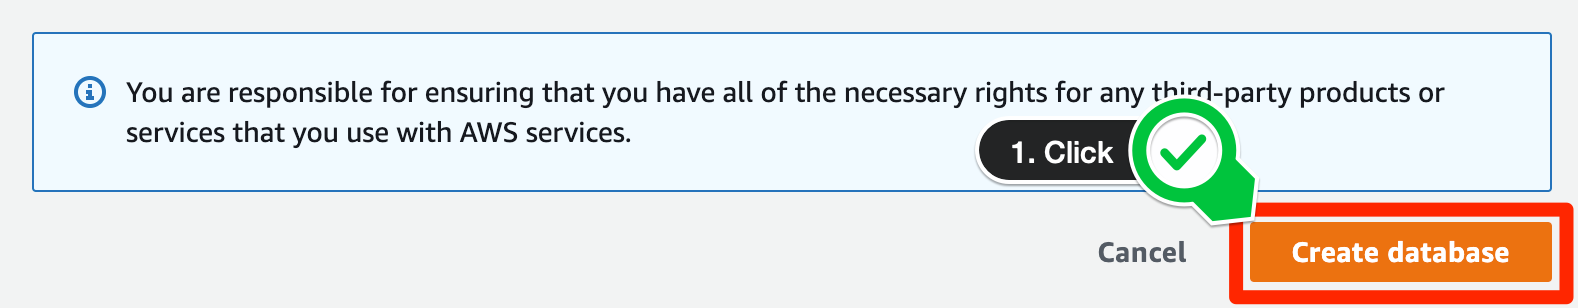 You are responsible for ensuring that you have all of the necessary rights for any third-party products or
services that you use with AWS services.
1. Click
Cancel
Create database